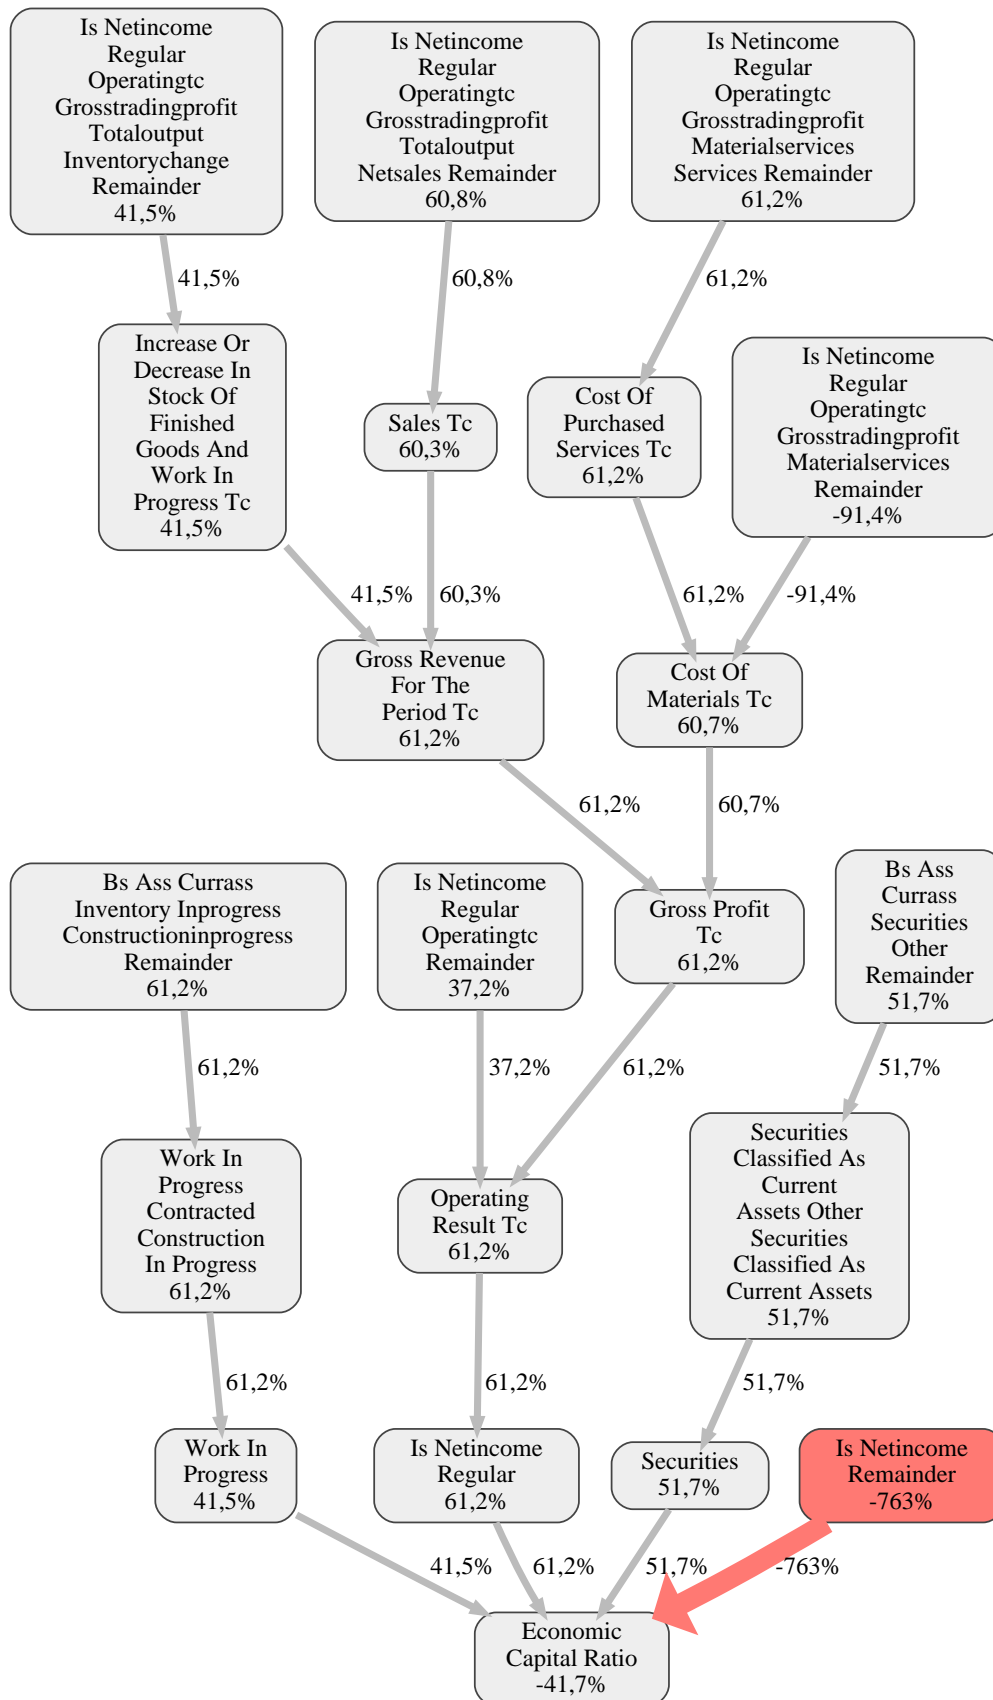 Is Netincome
Regular
Operatingtc
Grosstradingprofit
Totaloutput
Inventorychange
Remainder
41,5%
Is Netincome
Regular
Operatingtc
Grosstradingprofit
Totaloutput
Netsales Remainder
60,8%
Is Netincome
Regular
Operatingtc
Grosstradingprofit
Materialservices
Services Remainder
61,2%
41,5%
60,8%
61,2%
Increase Or
Decrease In
Stock Of
Finished
Goods And
Work In
Progress Tc
41,5%
Sales Tc
60,3%
Cost Of
Purchased
Services Tc
61,2%
Is Netincome
Regular
Operatingtc
Grosstradingprofit
Materialservices
Remainder
-91,4%
41,5%
60,3%
61,2%
-91,4%
Gross Revenue
For The
Period Tc
61,2%
Cost Of
Materials Tc
60,7%
61,2%
60,7%
Bs Ass Currass
Inventory Inprogress
Constructioninprogress
Remainder
61,2%
Is Netincome
Regular
Operatingtc
Remainder
37,2%
Gross Profit
Tc
61,2%
Bs Ass
Currass
Securities
Other
Remainder
51,7%
61,2%
37,2%
61,2%
51,7%
Work In
Progress
Contracted
Construction
In Progress
61,2%
Operating
Result Tc
61,2%
Securities
Classified As
Current
Assets Other
Securities
Classified As
Current Assets
51,7%
61,2%
61,2%
51,7%
Work In
Progress
41,5%
Is Netincome
Regular
61,2%
Securities
51,7%
Is Netincome
Remainder
-763%
41,5%
61,2%
51,7%
-763%
Economic
Capital Ratio
-41,7%